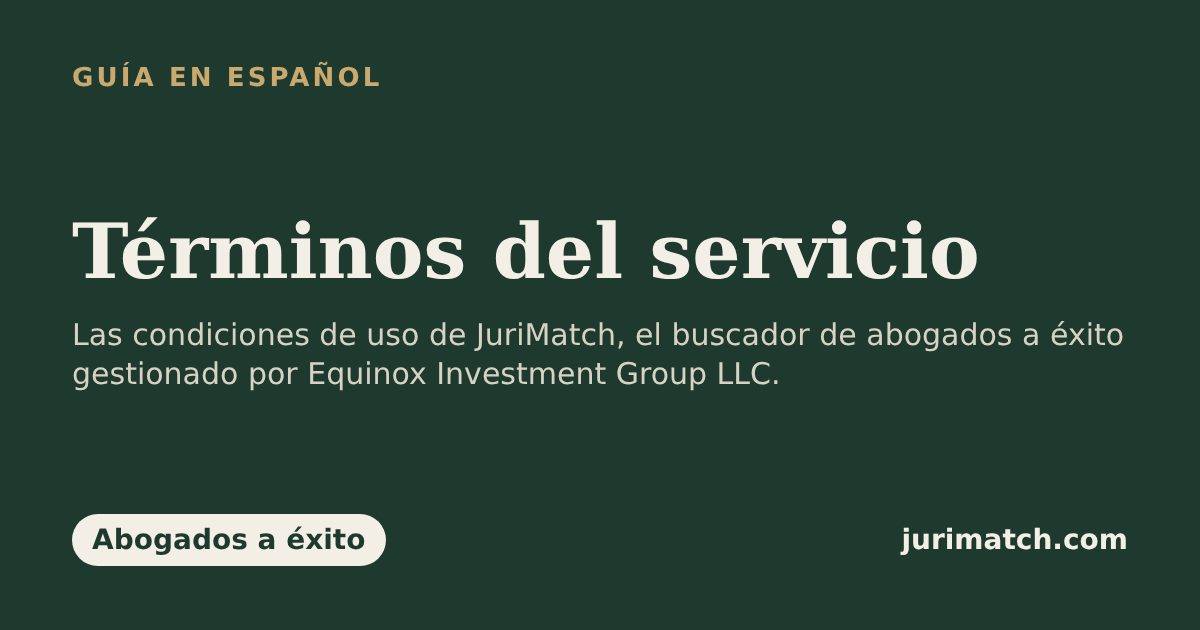 GUÍA EN ESPAÑOL
Términos del servicio
Las condiciones de uso de JuriMatch, el buscador de abogados a éxito
gestionado por Equinox Investment Group LLC.
Abogados a éxito
jurimatch.com